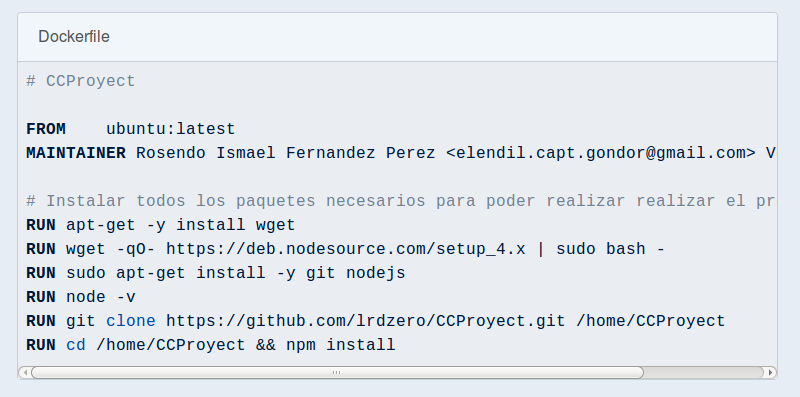 Dockerfile
# CCProyect
FROM    ubuntu:latest
MAINTAINER Rosendo Ismael Fernandez Perez <elendil.capt.gondor@gmail.com> V
# Instalar todos los paquetes necesarios para poder realizar realizar el pr
RUN apt-get -y install wget
RUN wget -qO- https://deb.nodesource.com/setup_4.x | sudo bash -
RUN sudo apt-get install -y git nodejs
RUN node -v
RUN git clone https://github.com/lrdzero/CCProyect.git /home/CCProyect
RUN cd /home/CCProyect && npm install